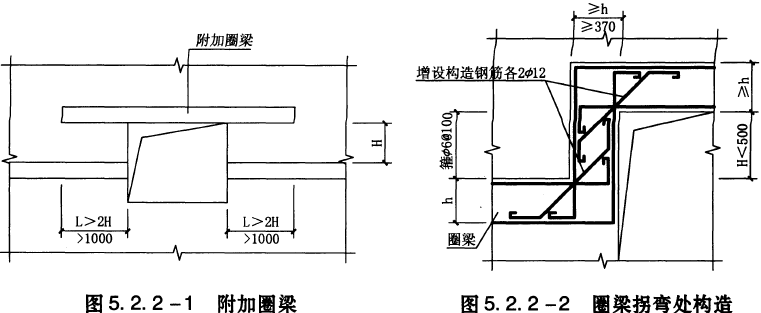 附加圈梁
H
L>2H
>1000
L>2H
>1000
图5.2.2-1 附加圈梁
≥h
≥370
增设构造钢筋各2φ12
≥h
箍φ6@100
H<500
h
圈梁
图5.2.2-2 圈梁拐弯处构造